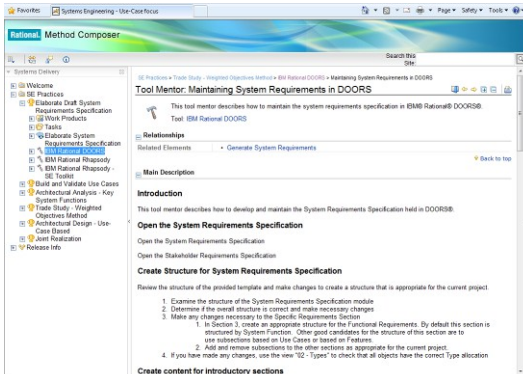 Favorites
Systems Engineering - Use-Case focus
Page
Safety
Tools
Rational. Method Composer
Search this
Site:
Systems Delivery
Welcome
SE Practices
Elaborate Draft System
Requirements Specification
Work Products
Tasks
Elaborate System
Requirements Specification
IBM Rational DOORS
IBM Rational Rhapsody
IBM Rational Rhapsody -
SE Toolkit
Build and Validate Use Cases
Architectural Analysis - Key
System Functions
Trade Study - Weighted
Objectives Method
Architectural Design - Use-
Case Based
Joint Realization
Release Info
SE Practices » Trade Study - Weighted Objectives Method » IBM Rational DOORS » Maintaining System Requirements in DOORS
Tool Mentor: Maintaining System Requirements in DOORS
This tool mentor describes how to maintain the system requirements specification in IBM® Rational® DOORS®.
Tool: IBM Rational DOORS
Relationships
Related Elements
• Generate System Requirements
Back to top
Main Description
Introduction
This tool mentor describes how to develop and maintain the System Requirements Specification held in DOORS®.
Open the System Requirements Specification
Open the System Requirements Specification
Open the Stakeholder Requirements Specification
Create Structure for System Requirements Specification
Review the structure of the provided template and make changes to create a structure that is appropriate for the current project.
1. Examine the structure of the System Requirements Specification module
2. Determine if the overall structure is correct and make necessary changes
3. Make any changes necessary to the Specific Requirements Section
1. In Section 3, create an appropriate structure for the Functional Requirements. By default this section is
structured by System Function. Other good candidates for the structure of this section are to
use subsections based on Use Cases or based on Features.
2. Add and remove subsections to the other sections as appropriate for the current project.
4. If you have made any changes, use the view "02 - Types" to check that all objects have the correct Type allocation
Create content for introductory sections